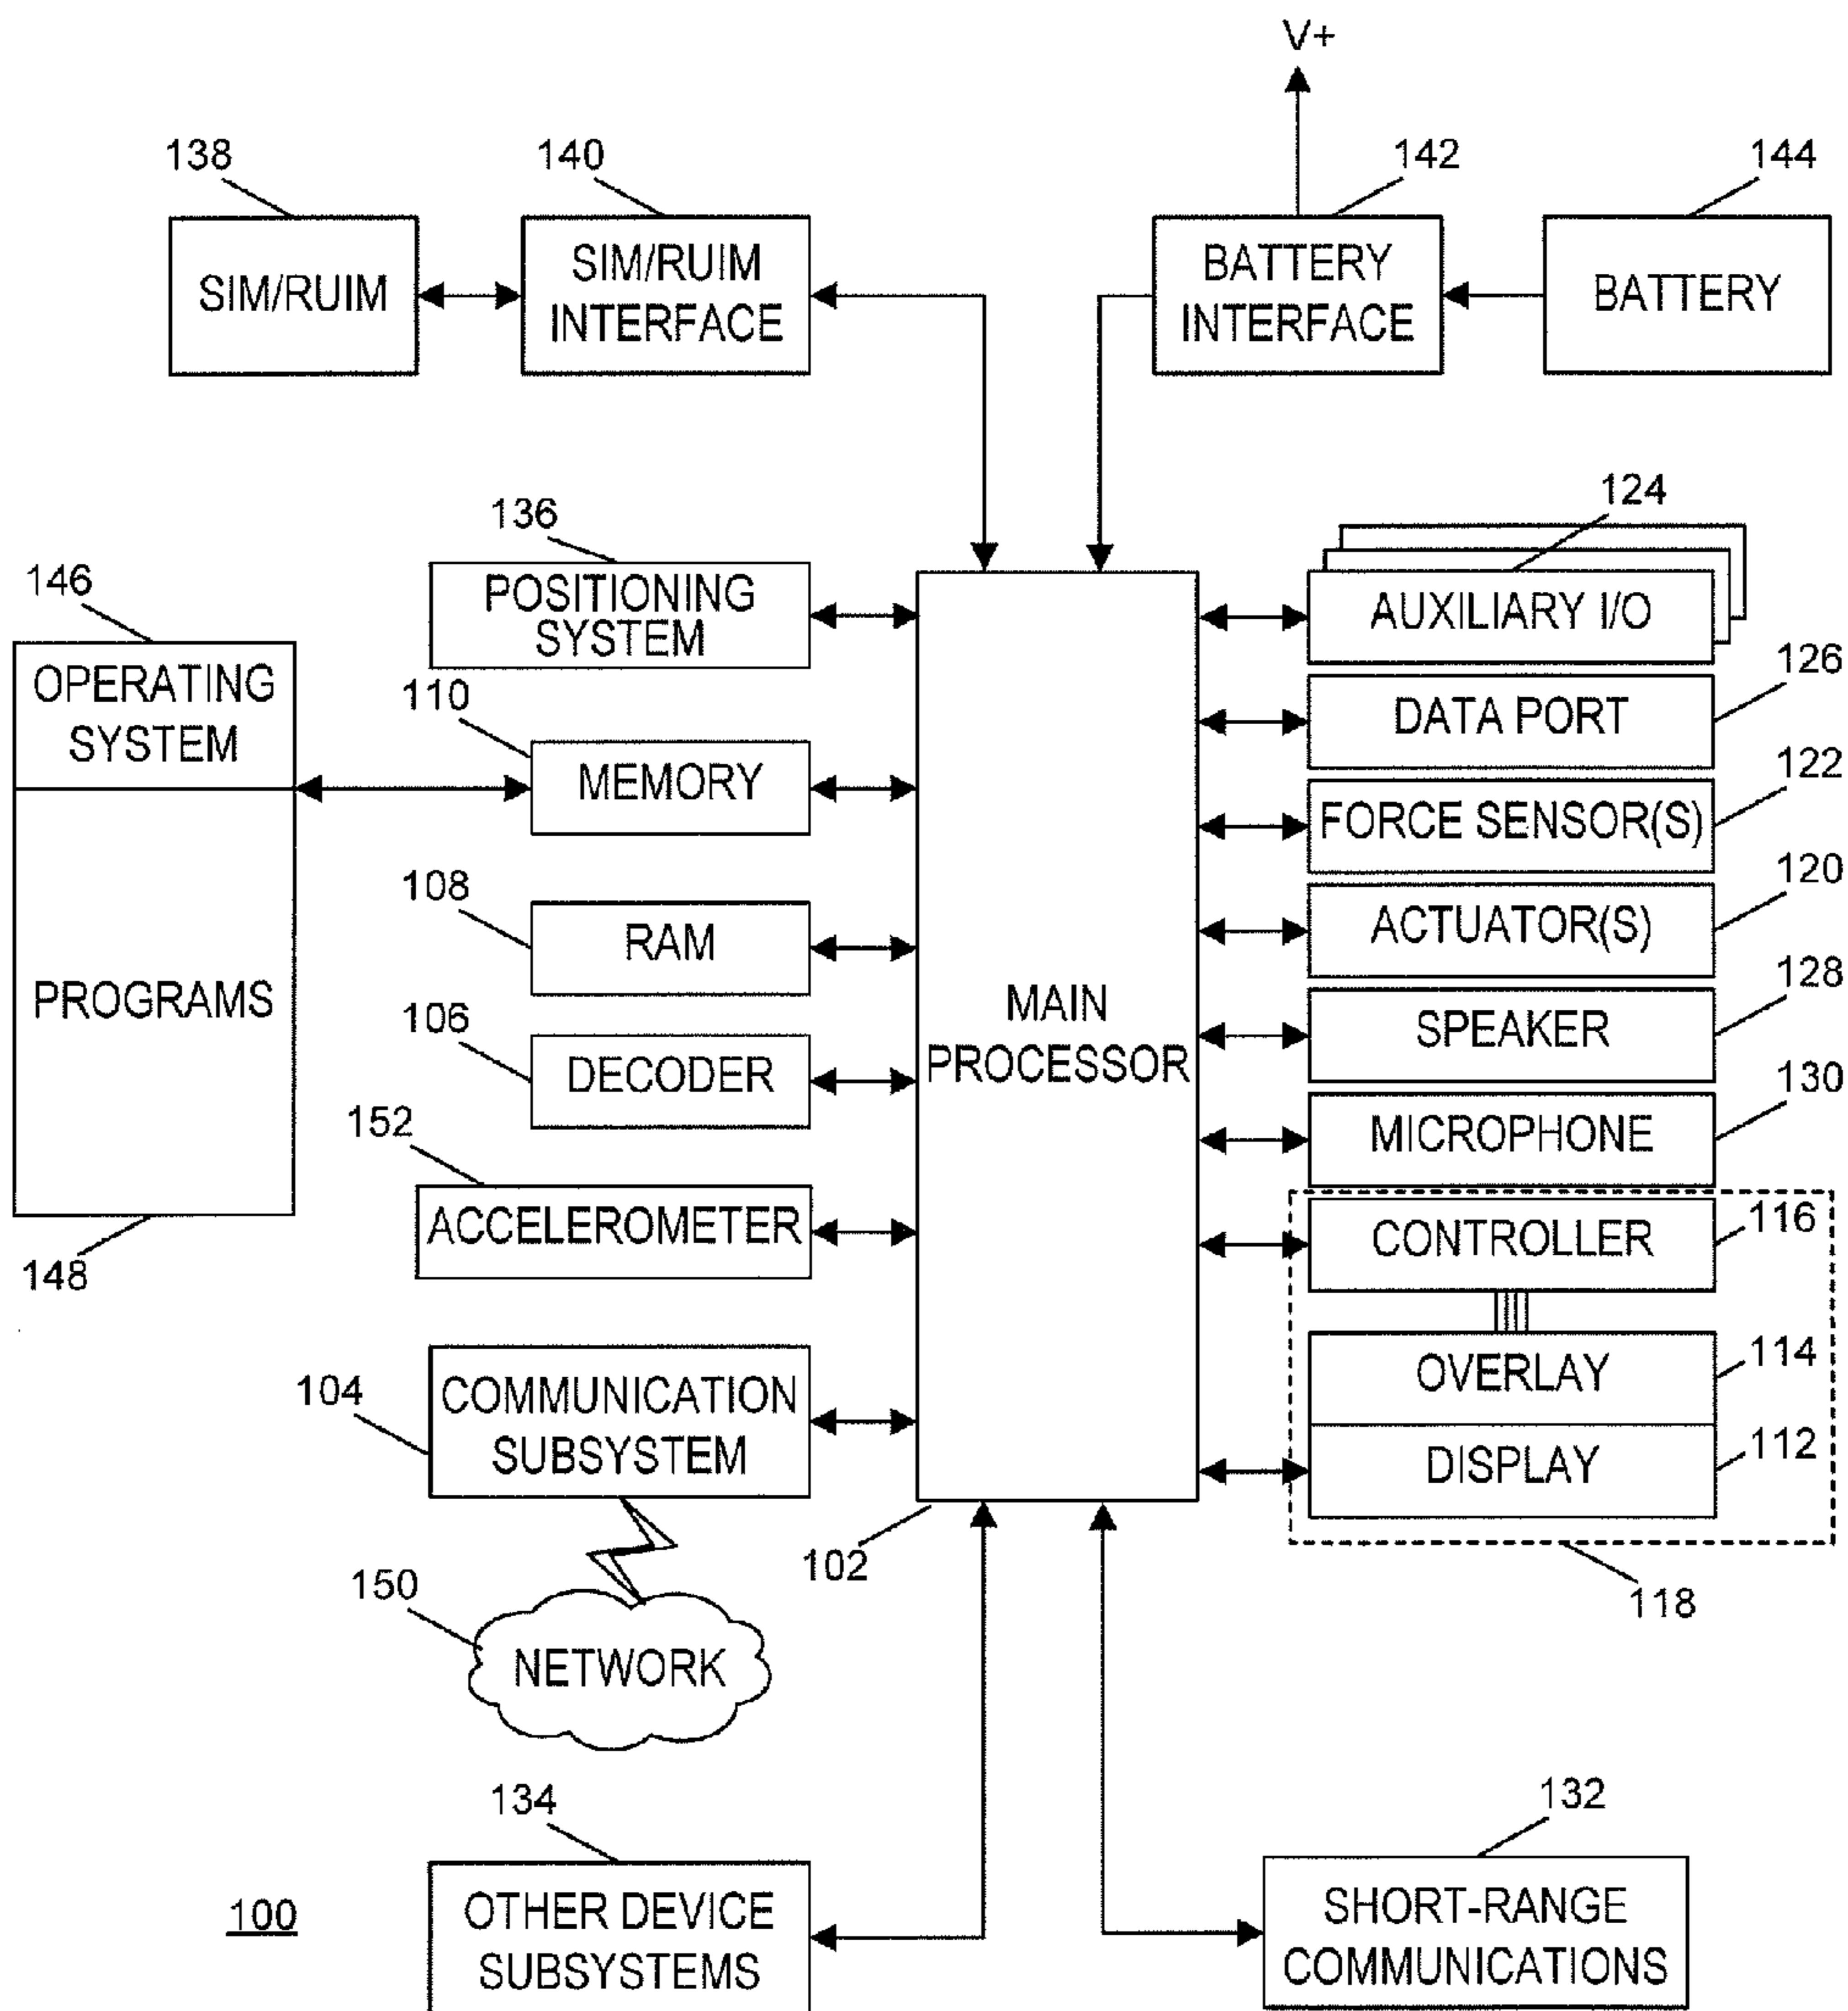 V+
138
140
142
144
SIM/RUIM
SIM/RUIM
INTERFACE
BATTERY
INTERFACE
BATTERY
136
POSITIONING
SYSTEM
124
AUXILIARY I/O
146
OPERATING
SYSTEM
PROGRAMS
148
110
MEMORY
108
RAM
106
DECODER
152
ACCELEROMETER
104
COMMUNICATION
SUBSYSTEM
150
NETWORK
MAIN
PROCESSOR
102
126
DATA PORT
122
FORCE SENSOR(S)
120
ACTUATOR(S)
128
SPEAKER
130
MICROPHONE
CONTROLLER
116
OVERLAY
114
DISPLAY
112
118
134
OTHER DEVICE
SUBSYSTEMS
132
SHORT-RANGE
COMMUNICATIONS
100